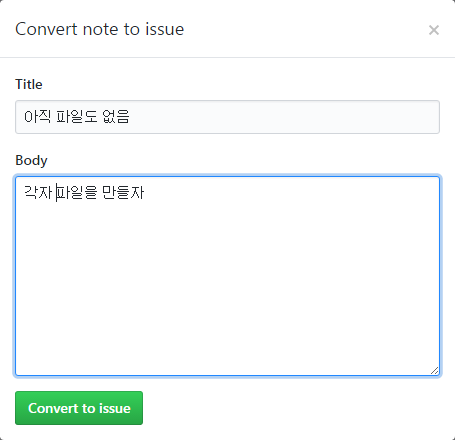 Convert note to issue
×
Title
아직 파일도 없음
Body
각자 파일을 만들자
Convert to issue